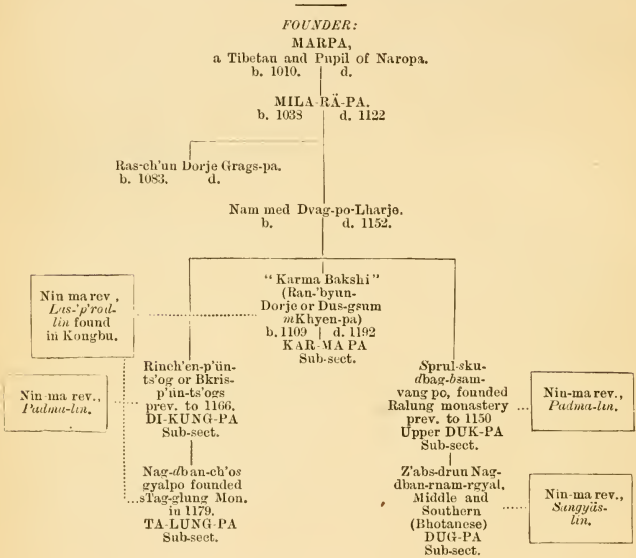 FOUNDER:
MARPA,
a Tibetan and Pupil of Naropa.
b. 1010. d.
MILA-RÄ-PA.
b. 1038 d. 1122
Ras-ch'un Dorje Grags-pa.
b. 1083. d.
Nam med Dvag-po-Lharje.
b. d. 1152.
"Karma Bakshi"
(Ran-'byun-
Dorje or Dus-gsum
mKhyen-pa)
b. 1109 d. 1192
KAR-MA PA
Sub-sect.
Nin ma rev.,
Las-'p'rod-
lin found
in Kongbu.
Rinch'en-p'ün-
ts'og or Bkris-
p'ün-ts'ogs
prev. to 1166.
DI-KUNG-PA
Sub-sect.
Nin-ma rev.,
Padma-lin.
Nag-dban-ch'os
gyalpo founded
sTag-glung Mon.
in 1179.
TA-LUNG-PA
Sub-sect.
Sprul-sku-
dbag-bsam-
vang po, founded
Ralung monastery
prev. to 1150
Upper DUK-PA
Sub-sect.
Nin-ma rev.,
Padma-lin.
Z'abs-drun Nag-
dban-rnam-rgyal,
Middle and
Southern
(Bhotanese)
DUG-PA
Sub-sect.
Nin-ma rev.,
Sangyäs-
lin.